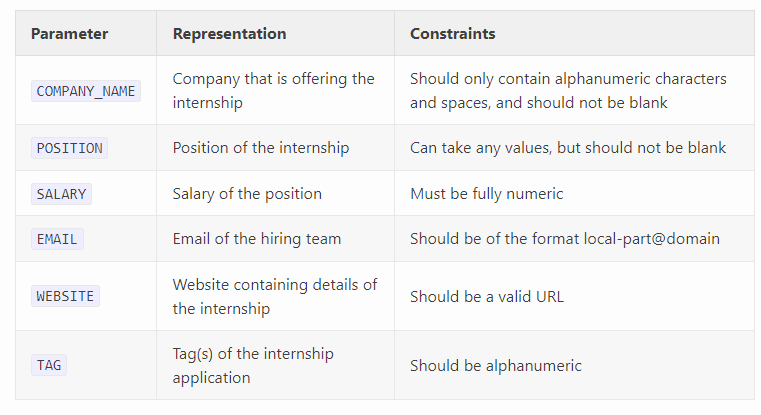 Parameter Representation Constraints
COMPANY_NAME Company that is offering the internship Should only contain alphanumeric characters and spaces, and should not be blank
POSITION Position of the internship Can take any values, but should not be blank
SALARY Salary of the position Must be fully numeric
EMAIL Email of the hiring team Should be of the format local-part@domain
WEBSITE Website containing details of the internship Should be a valid URL
TAG Tag(s) of the internship application Should be alphanumeric